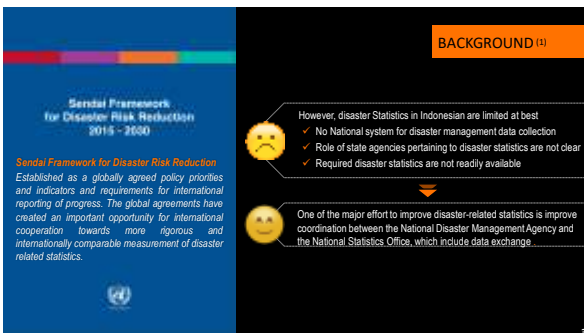 Sendai Framework
for Disaster Risk Reduction
2015 - 2030
Sendai Framework for Disaster Risk Reduction
Established as a globally agreed policy priorities
and indicators and requirements for international
reporting of progress. The global agreements have
created an important opportunity for international
cooperation towards more rigorous and
internationally comparable measurement of disaster
related statistics.
BACKGROUND (1)
However, disaster Statistics in Indonesian are limited at best
✓ No National system for disaster management data collection
✓ Role of state agencies pertaining to disaster statistics are not clear
✓ Required disaster statistics are not readily available
One of the major effort to improve disaster-related statistics is improve
coordination between the National Disaster Management Agency and
the National Statistics Office, which include data exchange .